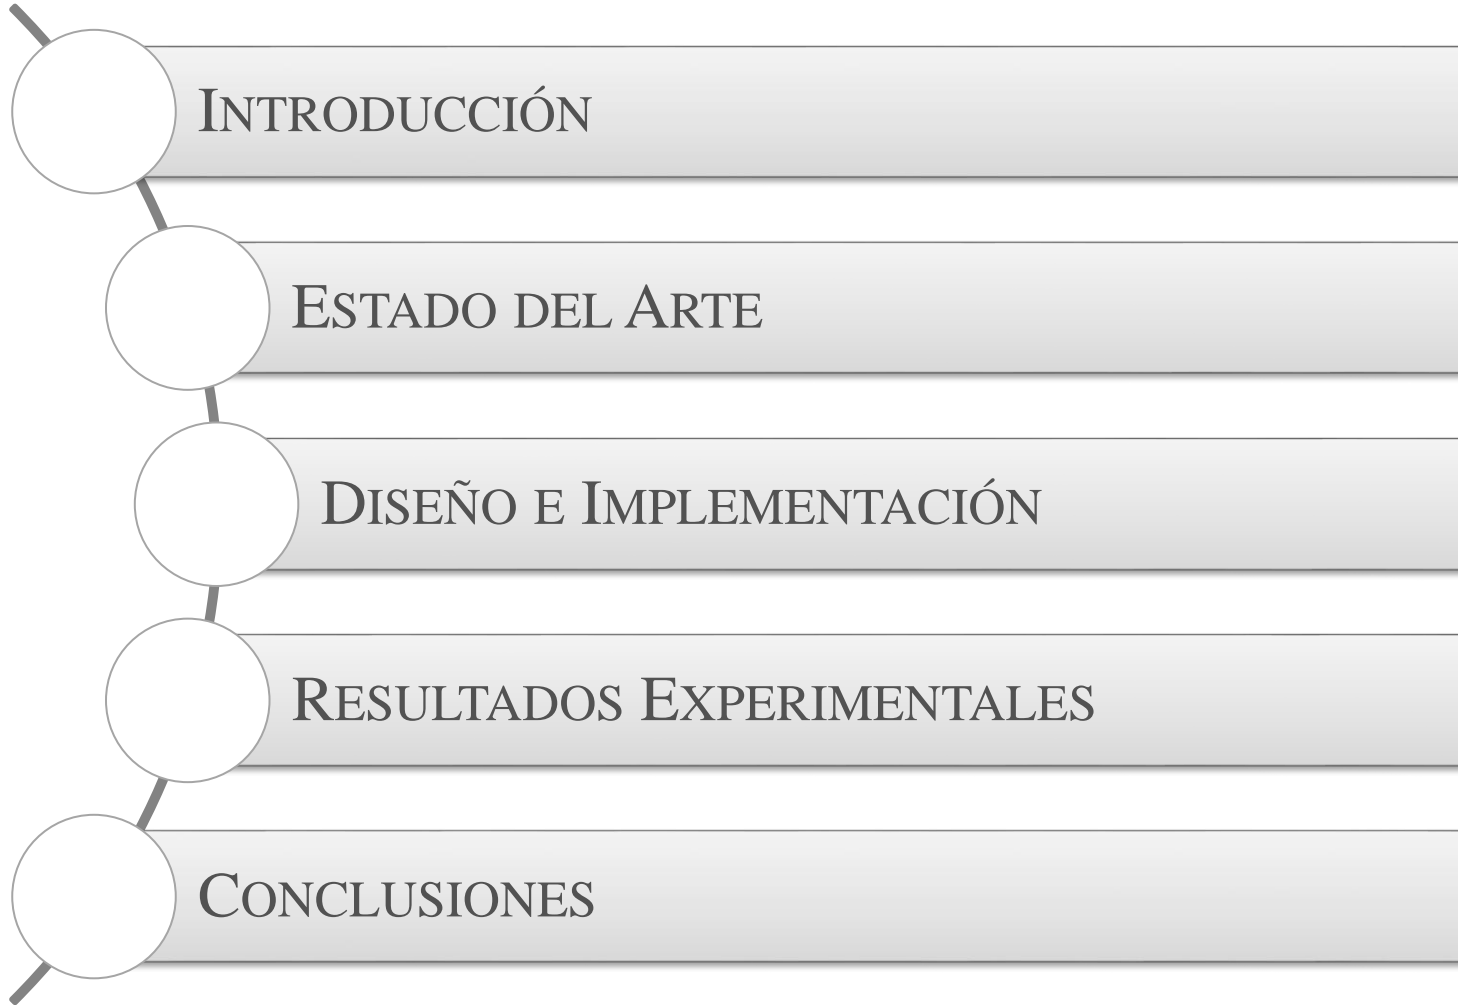 INTRODUCCIÓN
ESTADO DEL ARTE
DISEÑO E IMPLEMENTACIÓN
RESULTADOS EXPERIMENTALES
CONCLUSIONES